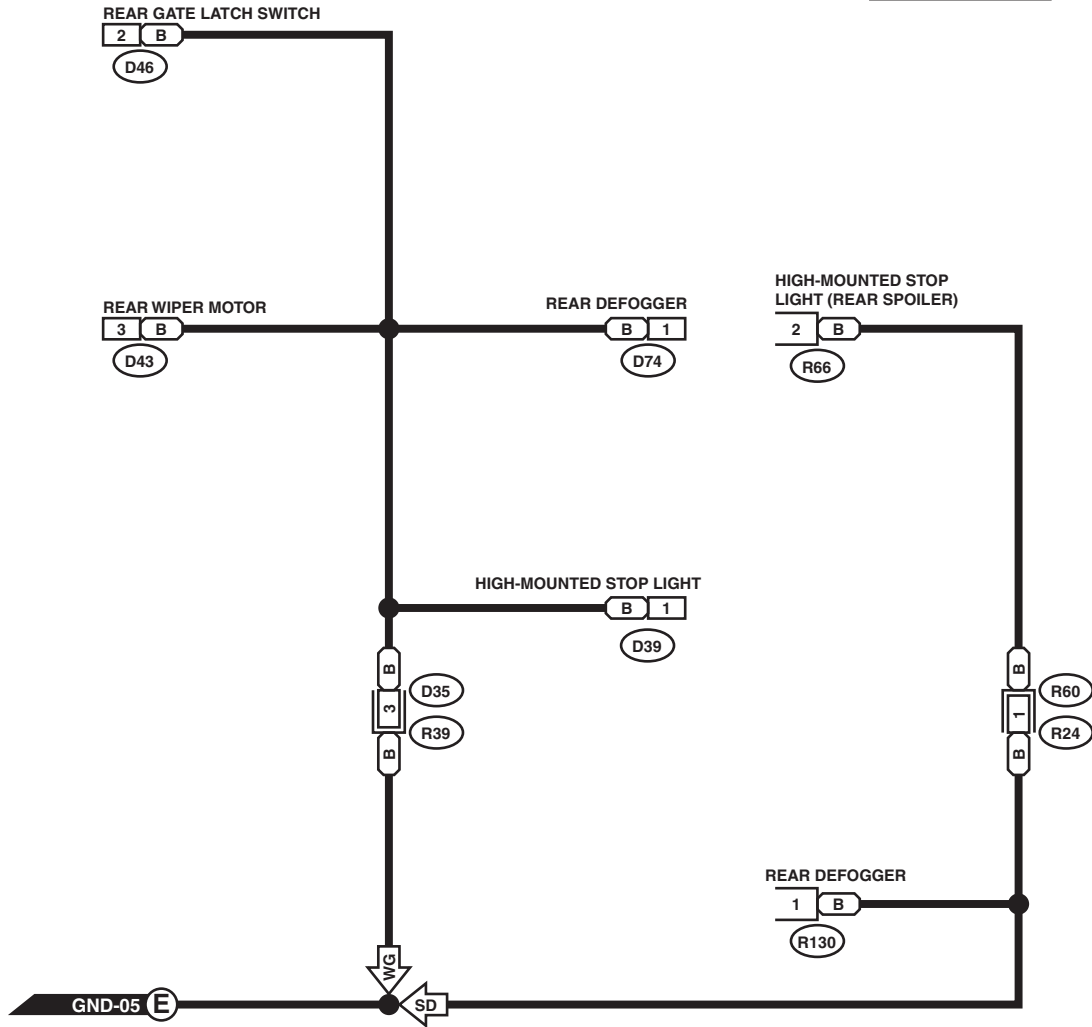 REAR GATE LATCH SWITCH
2 B
D46
REAR WIPER MOTOR
3 B
D43
REAR DEFOGGER
B 1
D74
HIGH-MOUNTED STOP
LIGHT (REAR SPOILER)
2 B
R66
HIGH-MOUNTED STOP LIGHT
B 1
D39
B
3
B
D35
R39
B
1
B
R60
R24
REAR DEFOGGER
1 B
R130
WG
SD
GND-05 E